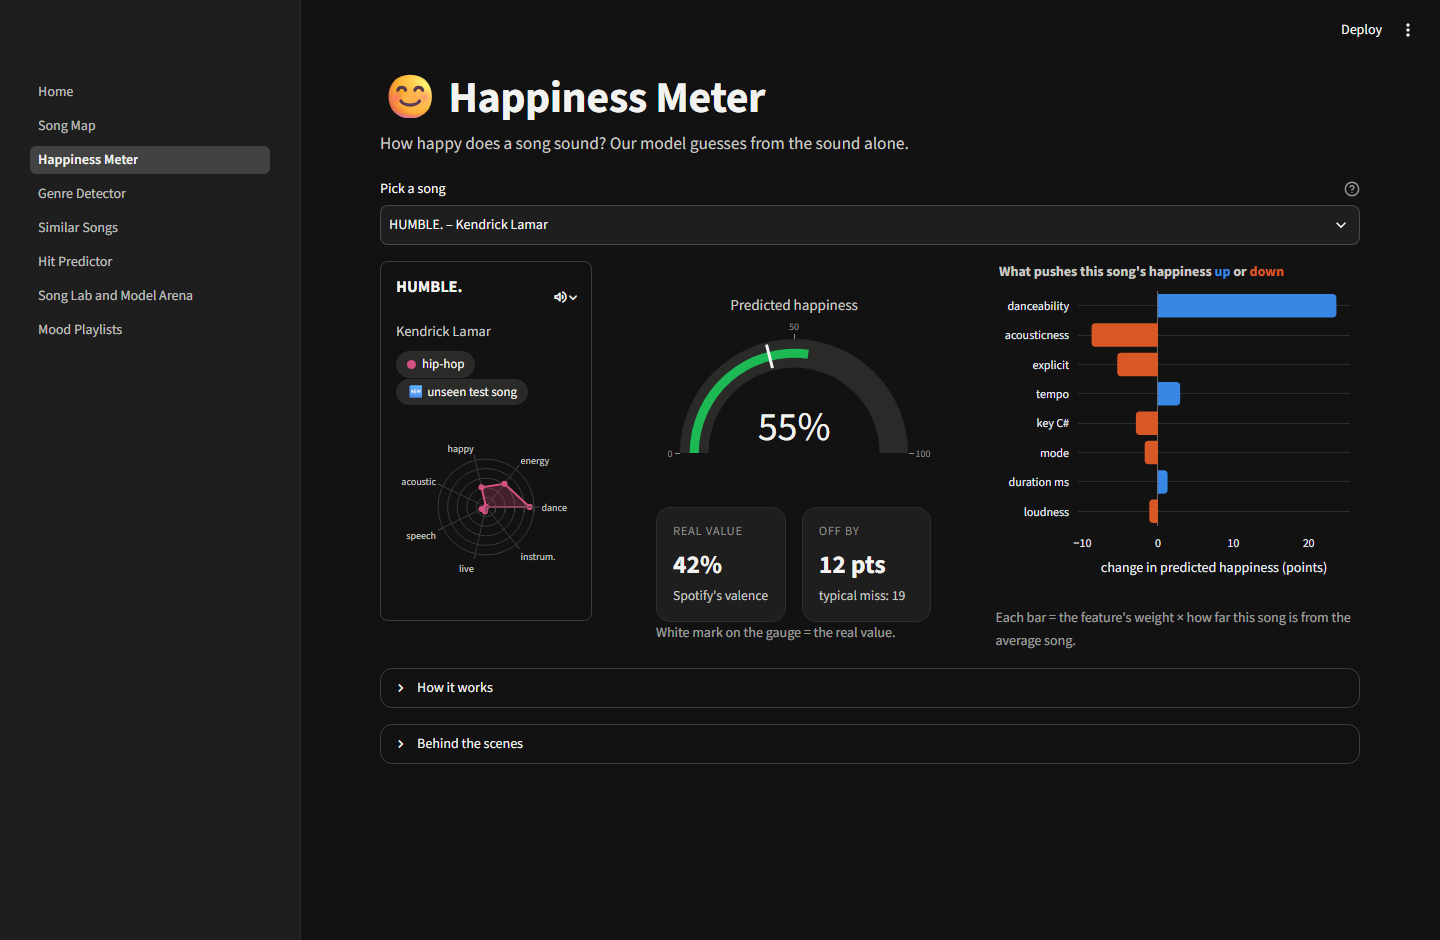 Deploy
Home
Song Map
Happiness Meter
Genre Detector
Similar Songs
Hit Predictor
Song Lab and Model Arena
Mood Playlists
😊 Happiness Meter
How happy does a song sound? Our model guesses from the sound alone.
Pick a song
HUMBLE. – Kendrick Lamar
HUMBLE.
Kendrick Lamar
hip-hop
🆕 unseen test song
happy
energy
acoustic
dance
speech
instrum.
live
Predicted happiness
50
55%
0
100
REAL VALUE
42%
Spotify's valence
OFF BY
12 pts
typical miss: 19
White mark on the gauge = the real value.
What pushes this song's happiness up or down
danceability
acousticness
explicit
tempo
key C#
mode
duration ms
loudness
−10 0 10 20
change in predicted happiness (points)
Each bar = the feature's weight × how far this song is from the
average song.
How it works
Behind the scenes